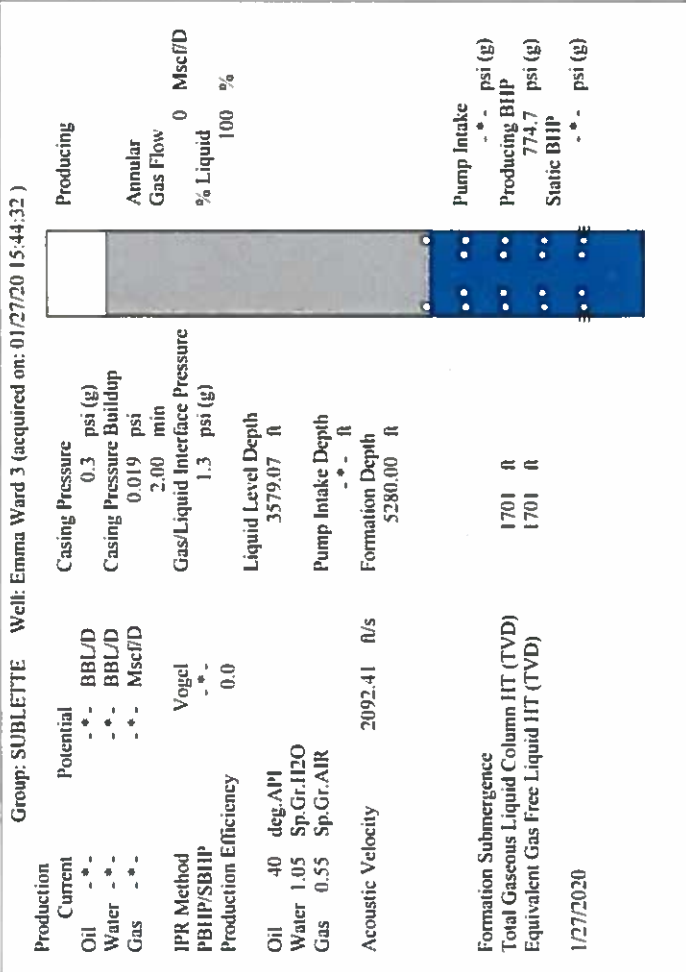 Group: SUBLETTE Well: Emma Ward 3 (acquired on: 01/27/20 15:44:32 )
Production
Current Potential
Oil - * - - * - BBL/D
Water - * - - * - BBL/D
Gas - * - - * - Mscf/D
IPR Method Vogel
PBHP/SBHP - * -
Production Efficiency 0.0
Oil 40 deg.API
Water 1.05 Sp.Gr.H2O
Gas 0.55 Sp.Gr.AIR
Acoustic Velocity 2092.41 ft/s
Formation Submergence
Total Gaseous Liquid Column HT (TVD) 1701 ft
Equivalent Gas Free Liquid HT (TVD) 1701 ft
1/27/2020
Casing Pressure
0.3 psi (g)
Casing Pressure Buildup
0.019 psi
2.00 min
Gas/Liquid Interface Pressure
1.3 psi (g)
Liquid Level Depth
3579.07 ft
Pump Intake Depth
- * - ft
Formation Depth
5280.00 ft
Producing
Annular
Gas Flow
0 Mscf/D
% Liquid
100 %
Pump Intake
- * - psi (g)
Producing BHP
774.7 psi (g)
Static BHP
- * - psi (g)